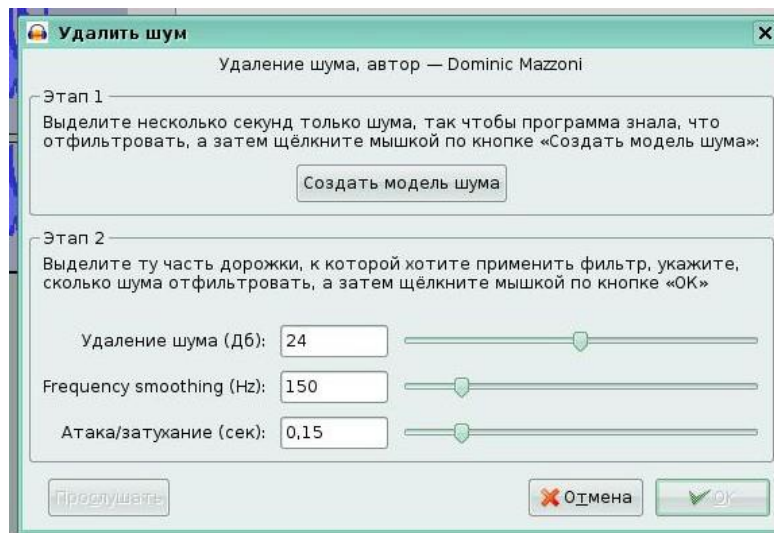 Удалить шум
Удаление шума, автор — Dominic Mazzoni
Этап 1
Выделите несколько секунд только шума, так чтобы программа знала, что
отфильтровать, а затем щёлкните мышкой по кнопке «Создать модель шума»:
Создать модель шума
Этап 2
Выделите ту часть дорожки, к которой хотите применить фильтр, укажите,
сколько шума отфильтровать, а затем щёлкните мышкой по кнопке «OK»
Удаление шума (Дб): 24
Frequency smoothing (Hz): 150
Атака/затухание (сек): 0,15
Прослушать Отмена OK